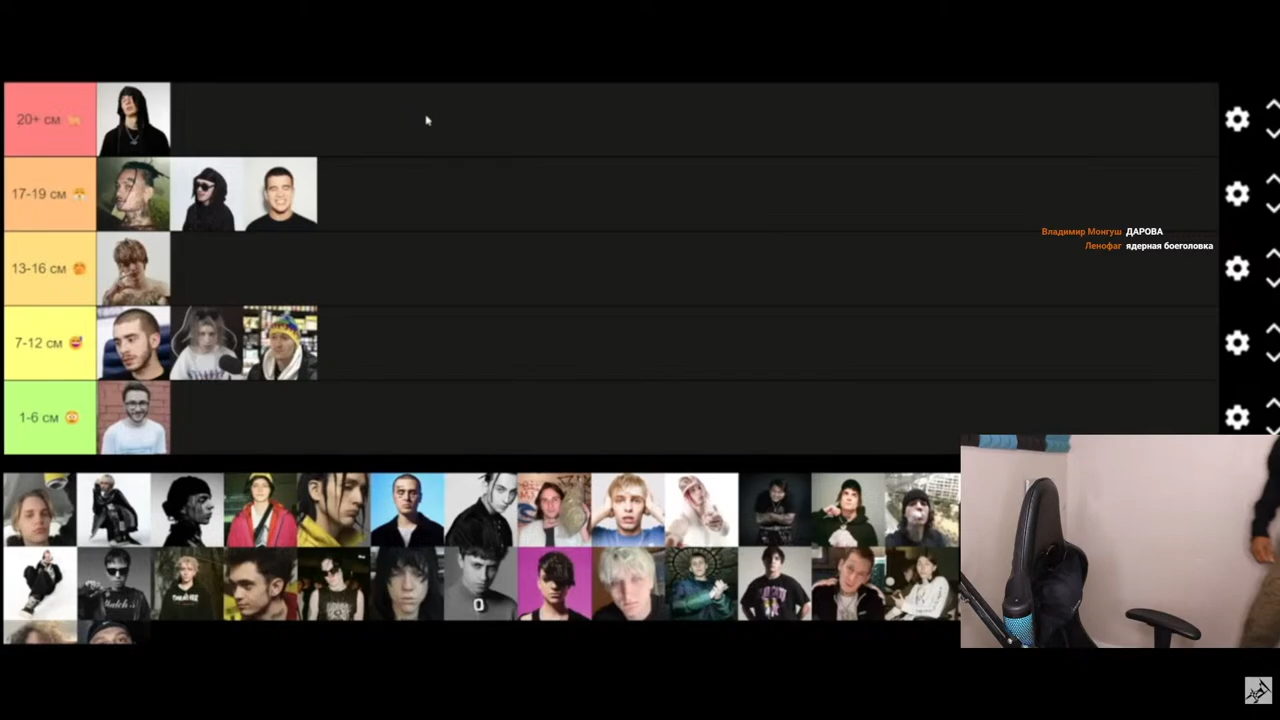 20+ см
17-19 см
Владимир Монгуш ДАРОВА
Ленофаг ядерная боеголовка
13-16 см
7-12 см
1-6 см